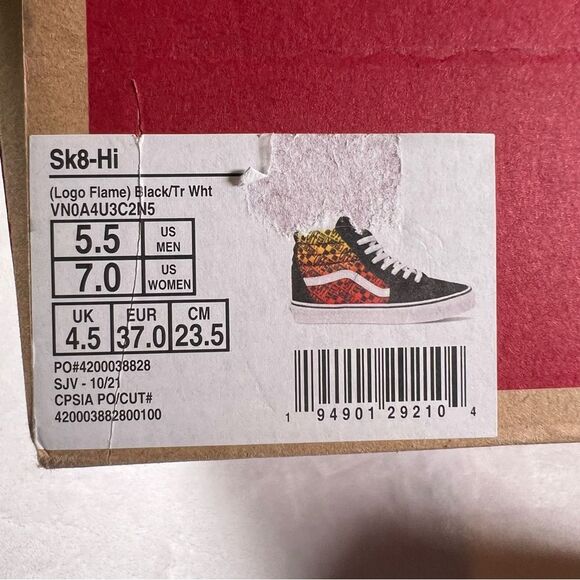 Sk8-Hi
(Logo Flame) Black/Tr Wht
VN0A4U3C2N5
5.5 US MEN
7.0 US WOMEN
UK EUR CM
4.5 37.0 23.5
PO#4200038828
SJV - 10/21
CPSIA PO/CUT#
420003882800100
1 94901 29210 4